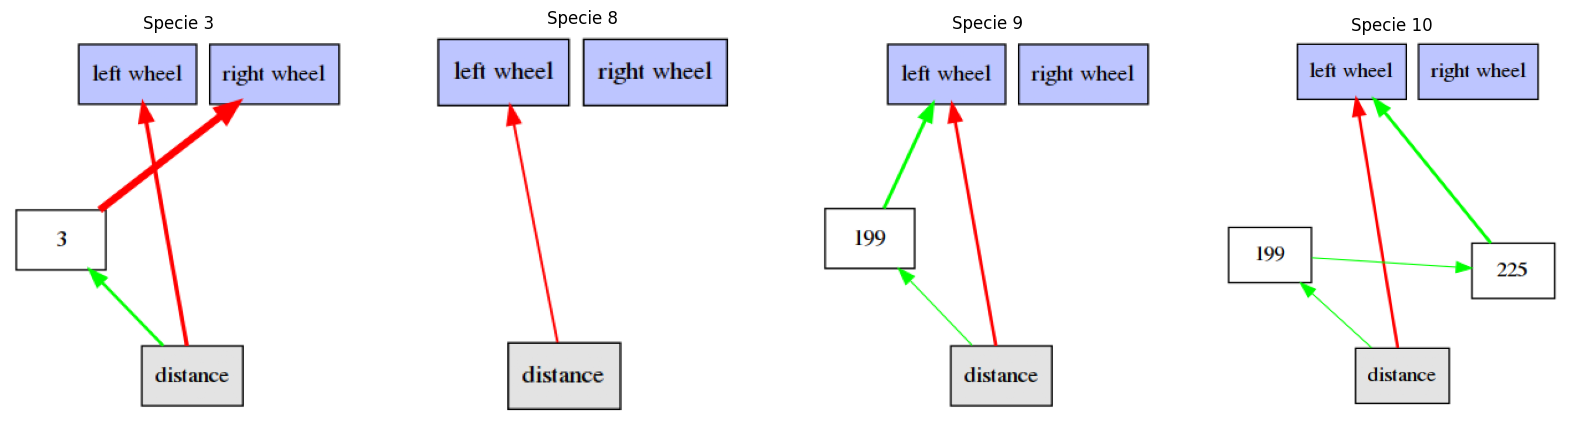 Specie 3
left wheel
right wheel
3
distance
Specie 8
left wheel
right wheel
distance
Specie 9
left wheel
right wheel
199
distance
Specie 10
left wheel
right wheel
199
225
distance